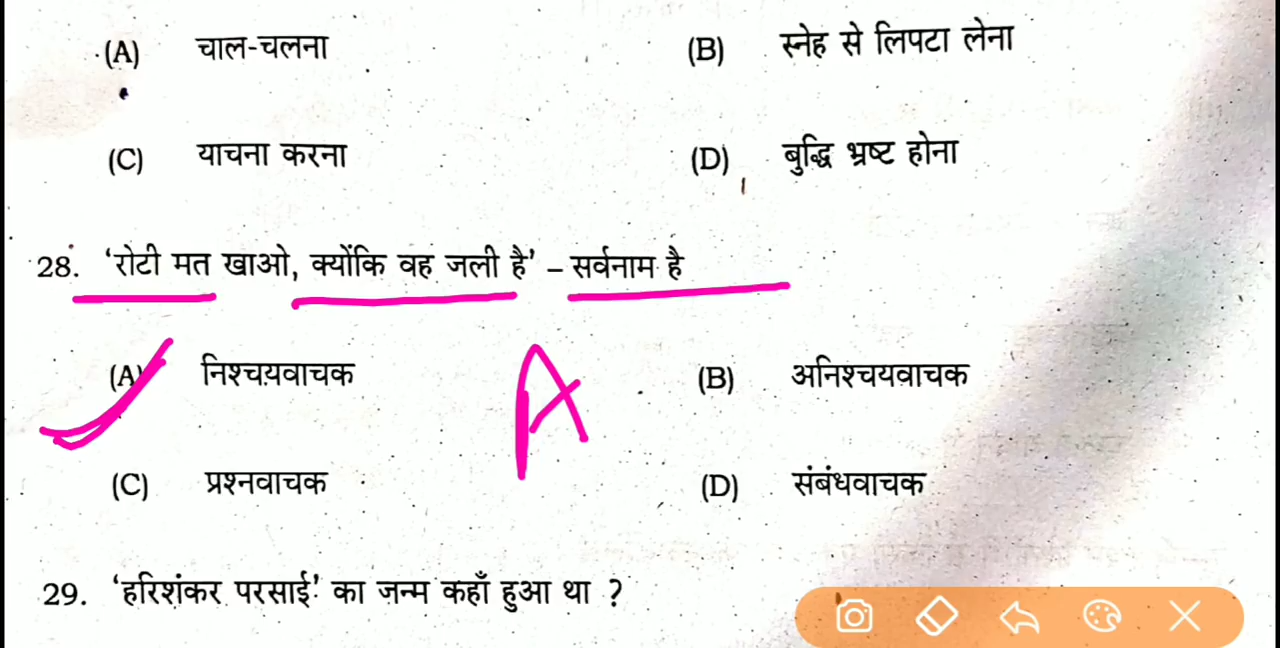 (A) चाल-चलना (B) स्नेह से लिपटा लेना
(C) याचना करना (D) बुद्धि भ्रष्ट होना
28. ‘रोटी मत खाओ, क्योंकि वह जली है’ – सर्वनाम है
(A) निश्चयवाचक A (B) अनिश्चयवाचक
(C) प्रश्नवाचक (D) संबंधवाचक
29. ‘हरिशंकर परसाई’ का जन्म कहाँ हुआ था ?